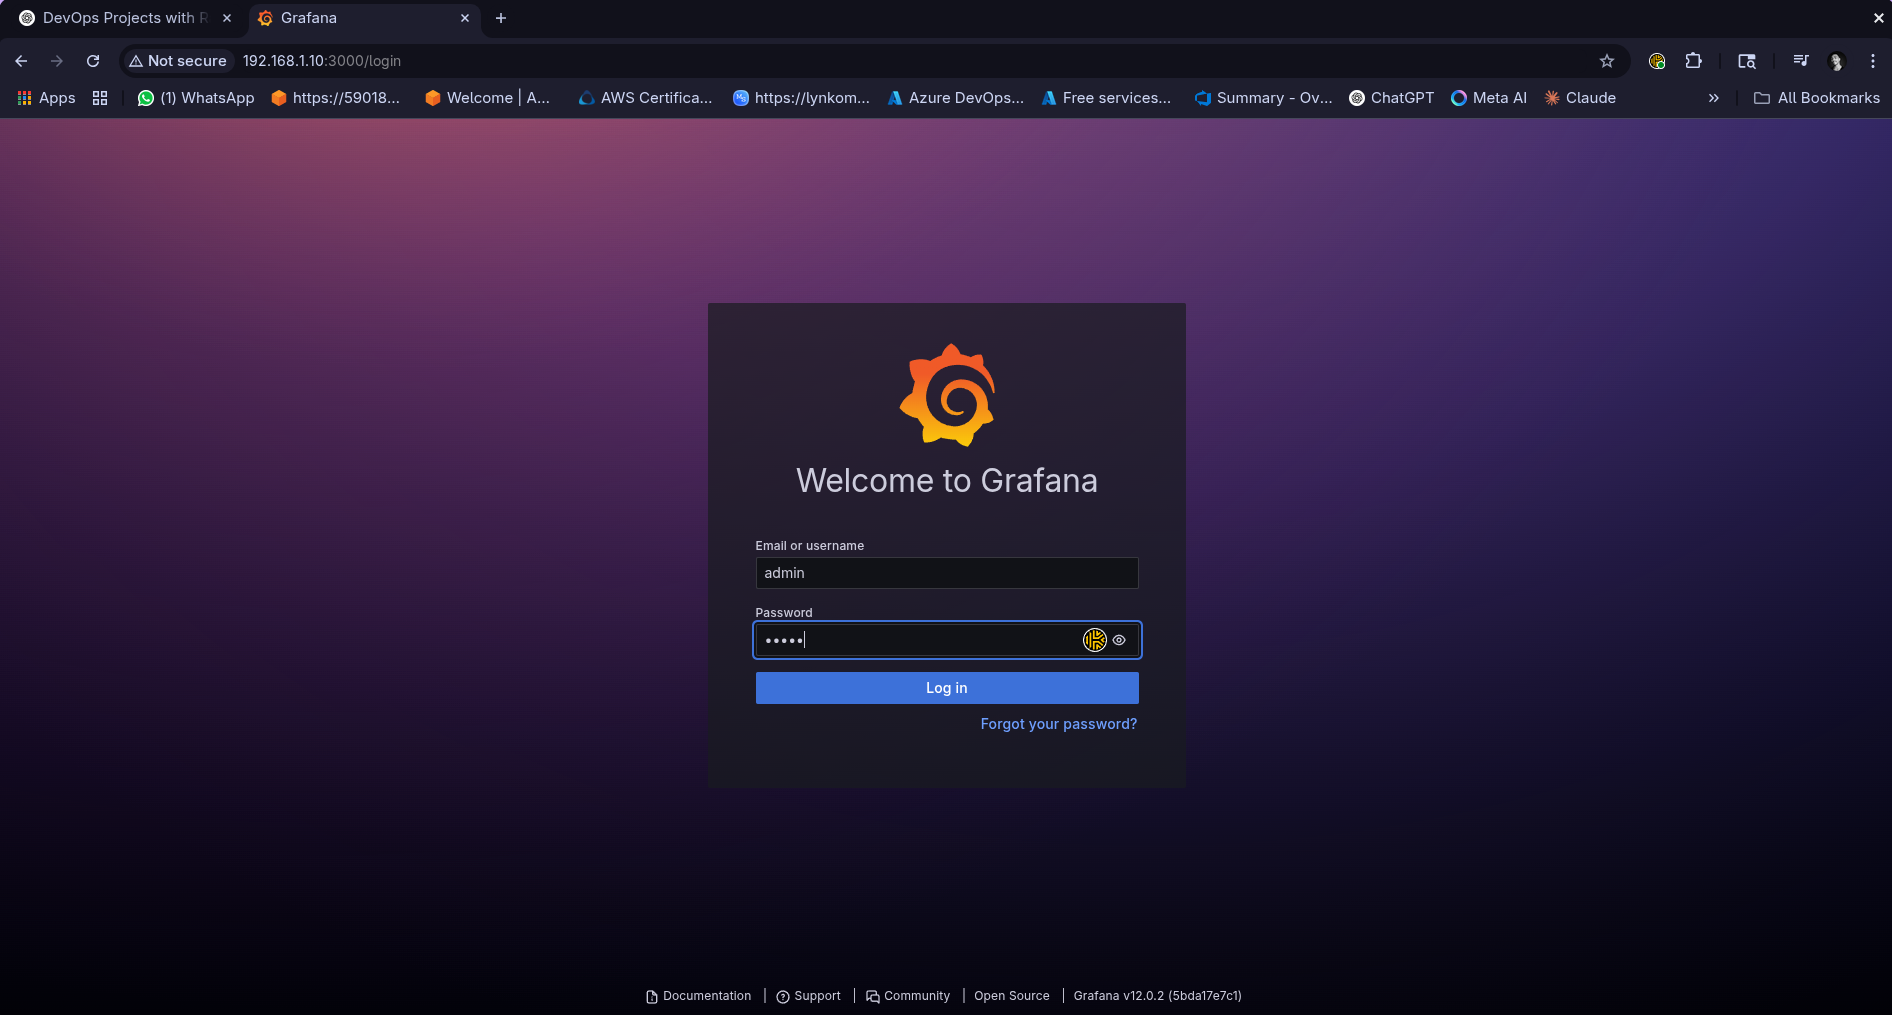 DevOps Projects with R
Grafana
Not secure
192.168.1.10:3000/login
Apps
(1) WhatsApp
https://59018...
Welcome | A...
AWS Certifica...
https://lynkom...
Azure DevOps...
Free services...
Summary - Ov...
ChatGPT
Meta AI
Claude
All Bookmarks
Welcome to Grafana
Email or username
admin
Password
•••••
Log in
Forgot your password?
Documentation | Support | Community | Open Source | Grafana v12.0.2 (5bda17e7c1)